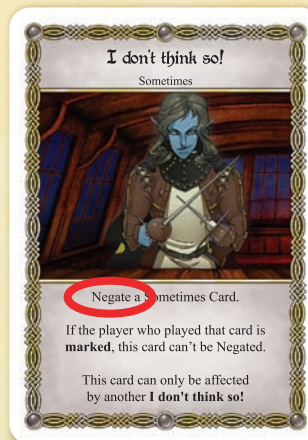 I don't think so!
Sometimes
Negate a Sometimes Card.
If the player who played that card is
marked, this card can't be Negated.
This card can only be affected
by another I don't think so!